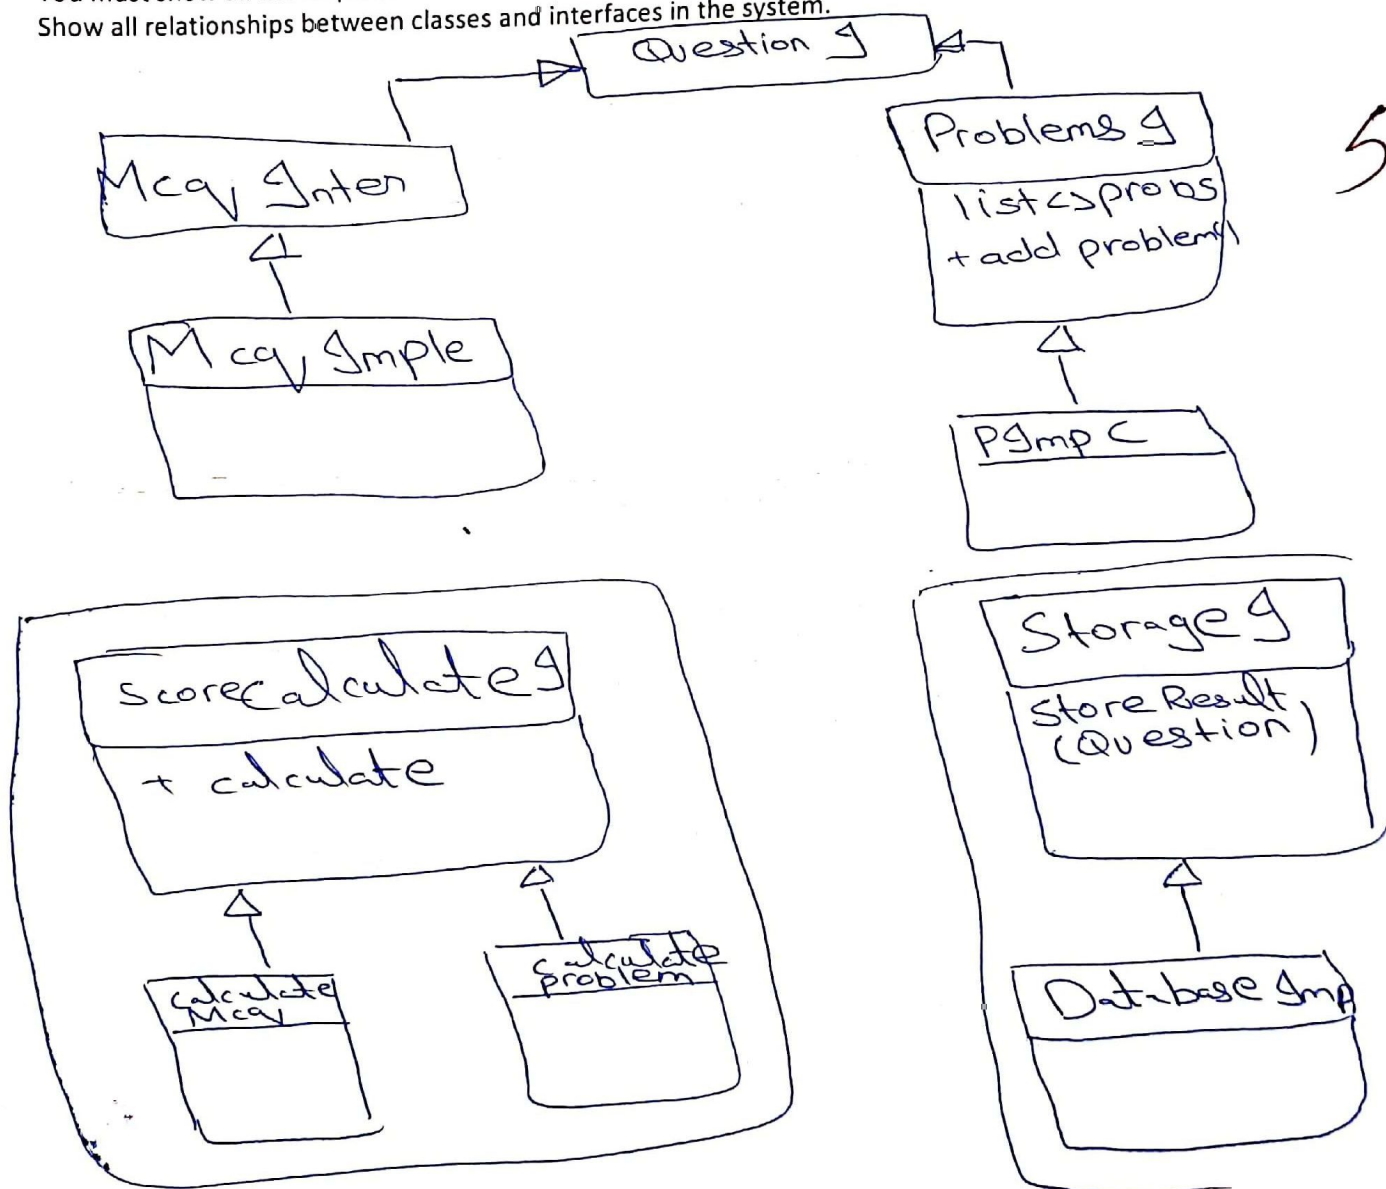 Show all relationships between classes and interfaces in the system.
Question I
Mcq Inter
Problems I
list<>probs
+ add problem()
5
Mcq Imple
PImp C
scorecalculate I
+ calculate
calculate
Mcq
calculate
problem
Storage I
Store Result
(Question)
Database Imp